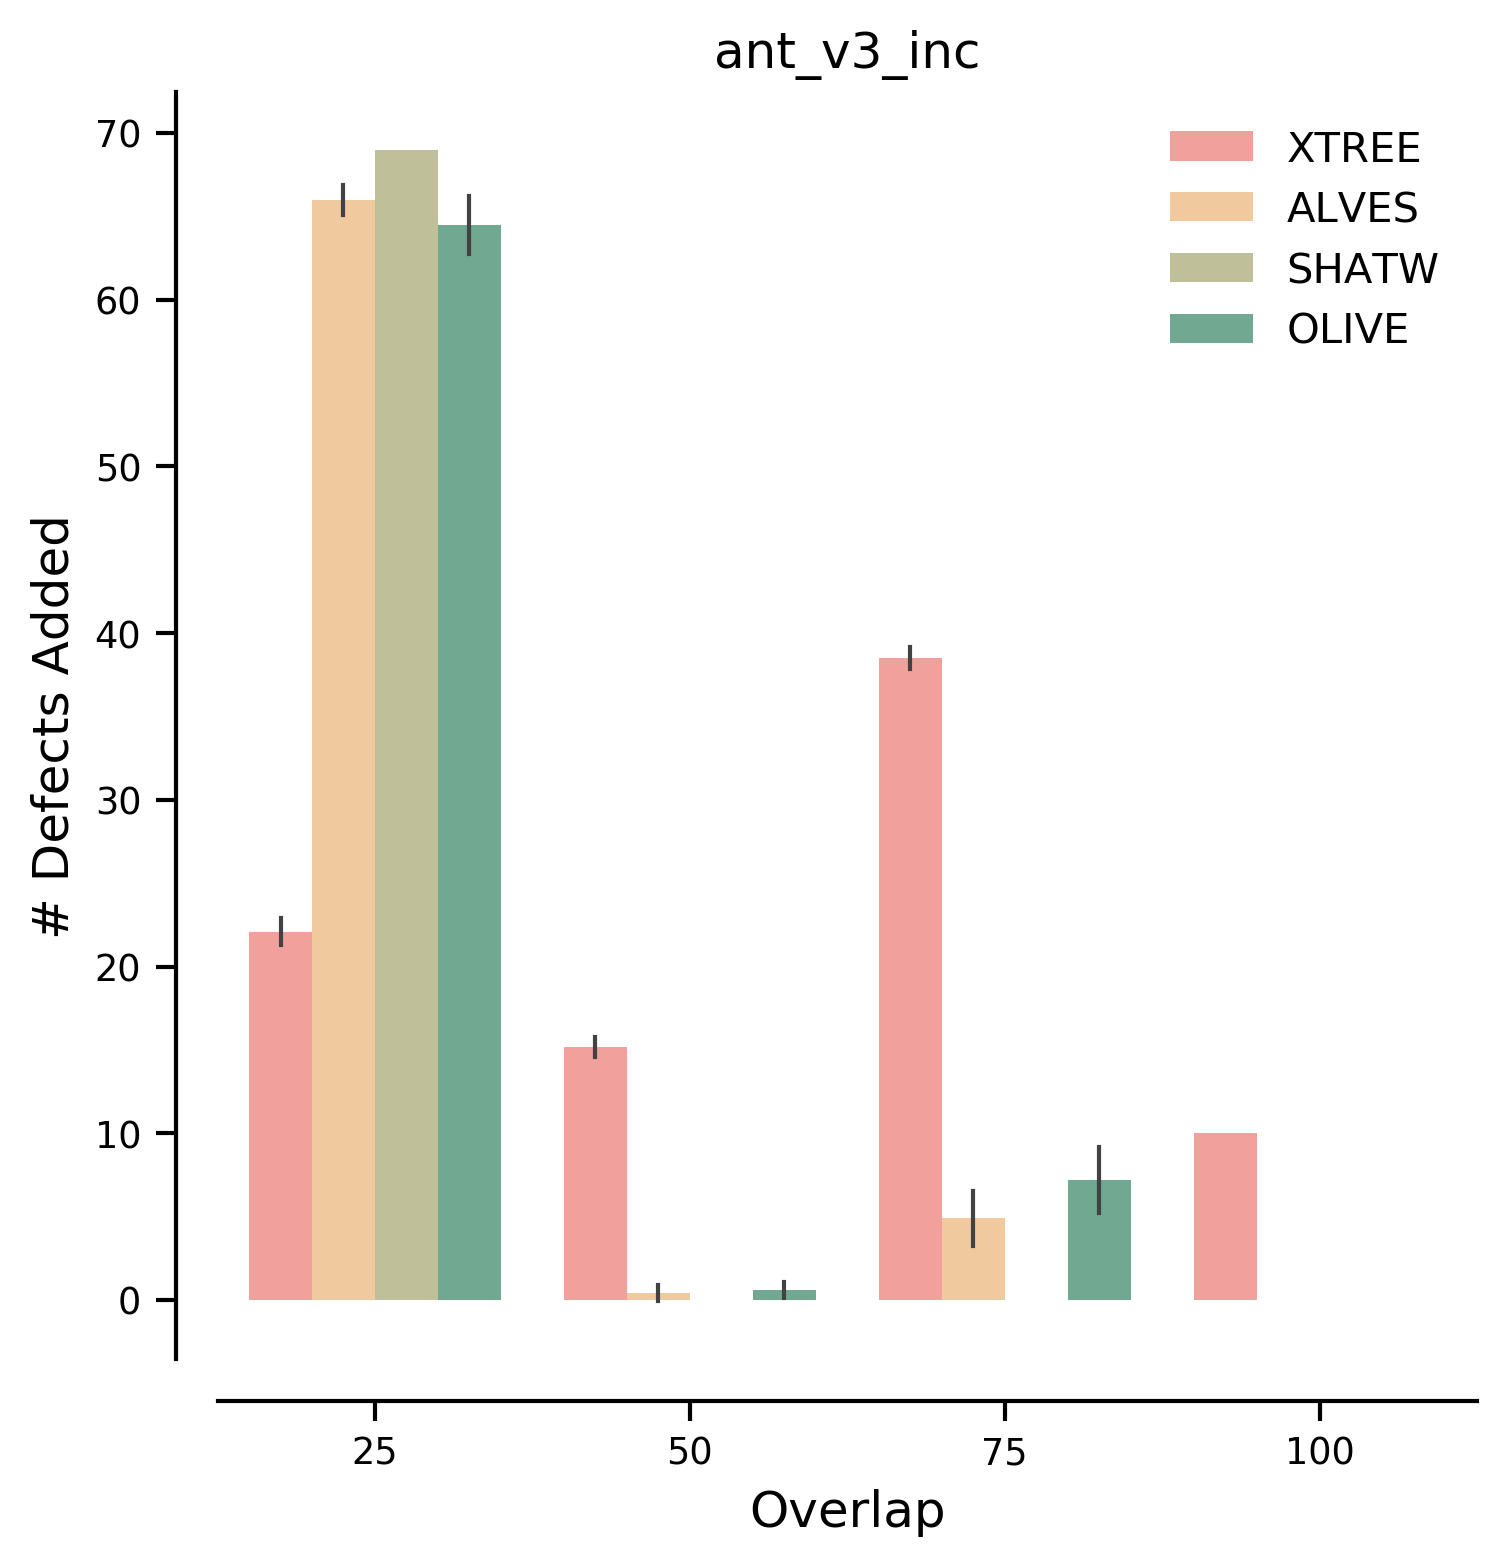 ant_v3_inc
XTREE
ALVES
SHATW
OLIVE
# Defects Added
70
60
50
40
30
20
10
0
25 50 75 100
Overlap